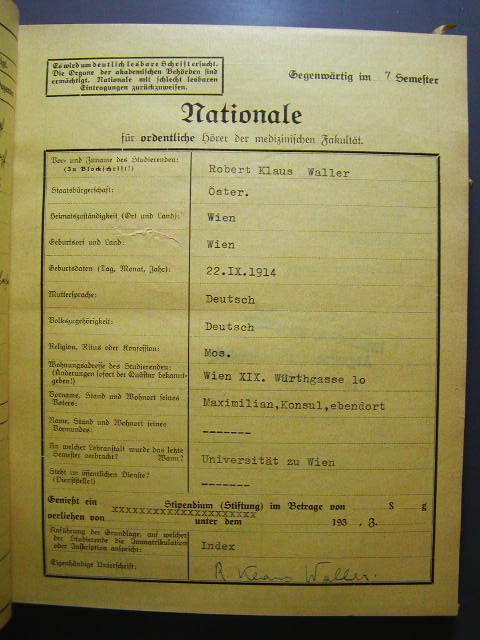 Es wird um deutlich lesbare Schrift ersucht.
Die Organe der akademischen Behörden sind
ermächtigt, Nationale mit schlecht lesbaren
Eintragungen zurückzuweisen.
Gegenwärtig im 7 Semester
Nationale
für ordentliche Hörer der medizinischen Fakultät.
Vor- und Zuname des Studierenden:
(In Blockschrift!)
Robert Klaus Waller
Staatsbürgerschaft:
Öster.
Heimatzuständigkeit (Ort und Land):
Wien
Geburtsort und Land:
Wien
Geburtsdaten (Tag, Monat, Jahr):
22.IX.1914
Muttersprache:
Deutsch
Volkszugehörigkeit:
Deutsch
Religion, Ritus oder Konfession:
Mos.
Wohnungsadresse des Studierenden:
(Änderungen sofort der Quästur bekannt-
geben!)
Wien XIX. Würthgasse 1o
Vorname, Stand und Wohnort seines
Vaters:
Maximilian,Konsul,ebendort
Name, Stand und Wohnort seines
Vormundes:
-------
An welcher Lehranstalt wurde das letzte
Semester verbracht? Wann?
Universität zu Wien
Steht im öffentlichen Dienste?
(Dienststelle!)
-------
Genießt ein Stipendium (Stiftung) im Betrage von S g
verliehen von xxxxxxxxxxxxxxxxxxxxxx unter dem 193 , Z.
Anführung der Grundlage, auf welcher
der Studierende die Immatrikulation
oder Inskription anspricht:
Index
Eigenhändige Unterschrift:
R. Klaus Waller.